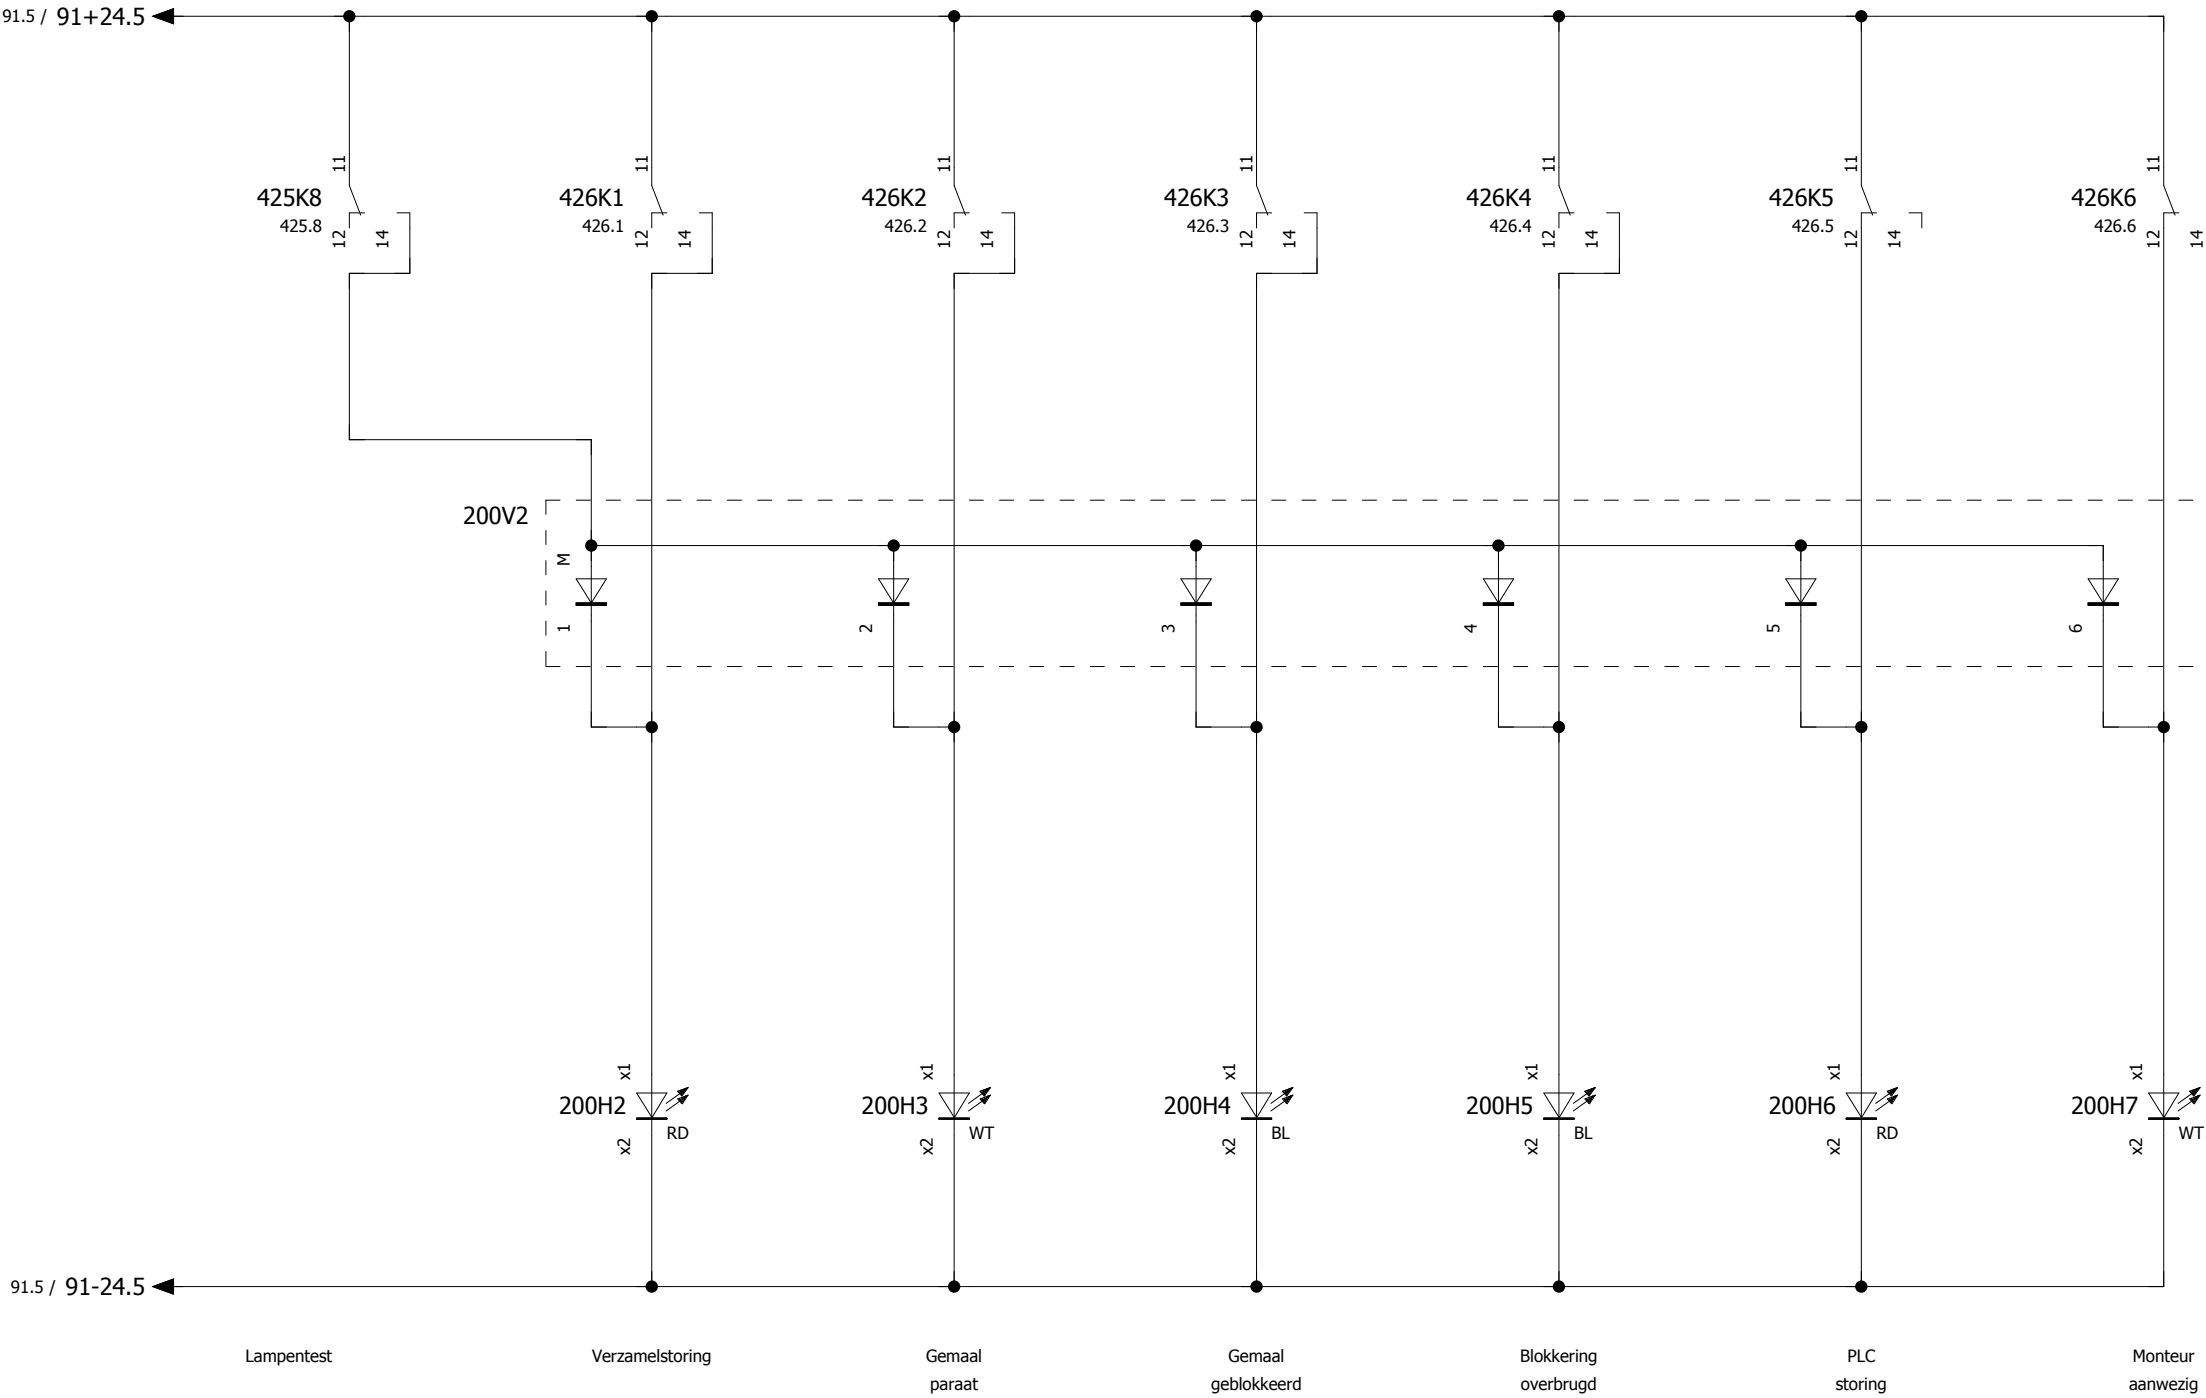 91.5 / 91+24.5
11 11 11 11 11 11 11
425K8 426K1 426K2 426K3 426K4 426K5 426K6
425.8 426.1 426.2 426.3 426.4 426.5 426.6
12 14 12 14 12 14 12 14 12 14 12 14 12 14
200V2
M
1 2 3 4 5 6
x1 x1 x1 x1 x1 x1
200H2 200H3 200H4 200H5 200H6 200H7
RD WT BL BL RD WT
x2 x2 x2 x2 x2 x2
91.5 / 91-24.5
Lampentest Verzamelstoring Gemaal Gemaal Blokkering PLC Monteur
paraat geblokkeerd overbrugd storing aanwezig